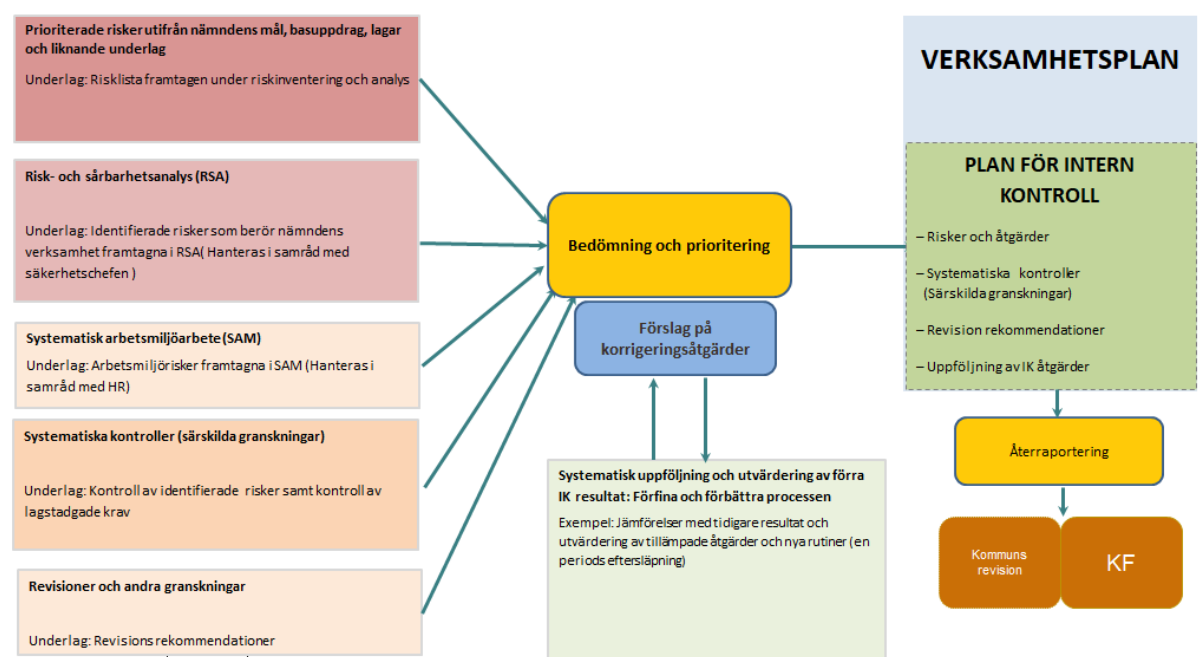 Prioriterade risker utifrån nämndens mål, basuppdrag, lagar
och liknande underlag
Underlag: Risklista framtagen under riskinventering och analys
Risk- och sårbarhetsanalys (RSA)
Underlag: Identifierade risker som berör nämndens
verksamhet framtagna i RSA( Hanteras i samråd med
säkerhetschefen )
Systematisk arbetsmiljöarbete (SAM)
Underlag: Arbetsmiljörisker framtagna i SAM (Hanteras i
samråd med HR)
Systematiska kontroller (särskilda granskningar)
Underlag: Kontroll av identifierade risker samt kontroll av
lagstadgade krav
Revisioner och andra granskningar
Underlag: Revisions rekommendationer
Bedömning och prioritering
Förslag på
korrigeringsåtgärder
Systematisk uppföljning och utvärdering av förra
IK resultat: Förfina och förbättra processen
Exempel: Jämförelser med tidigare resultat och
utvärdering av tillämpade åtgärder och nya rutiner (en
periods eftersläpning)
VERKSAMHETSPLAN
PLAN FÖR INTERN
KONTROLL
– Risker och åtgärder
– Systematiska kontroller
(Särskilda granskningar)
– Revision rekommendationer
– Uppföljning av IK åtgärder
Återraportering
Kommuns
revision
KF